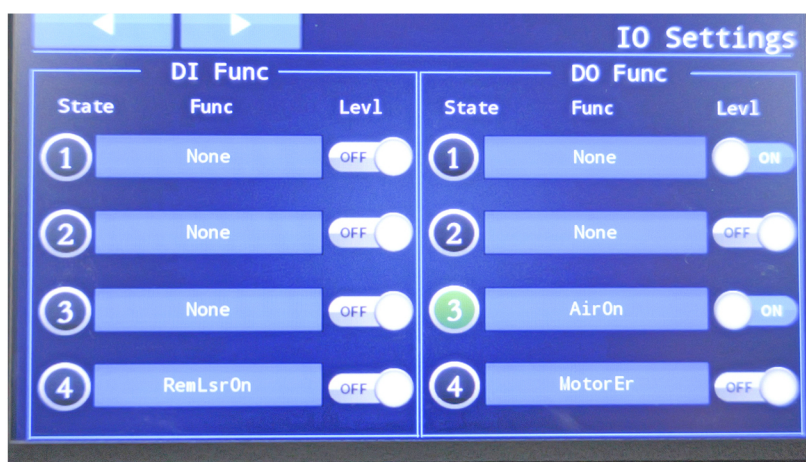 IO Settings
DI Func
DO Func
State Func Levl
State Func Levl
1 None OFF
1 None ON
2 None OFF
2 None OFF
3 None OFF
3 AirOn ON
4 RemLsrOn OFF
4 MotorEr OFF